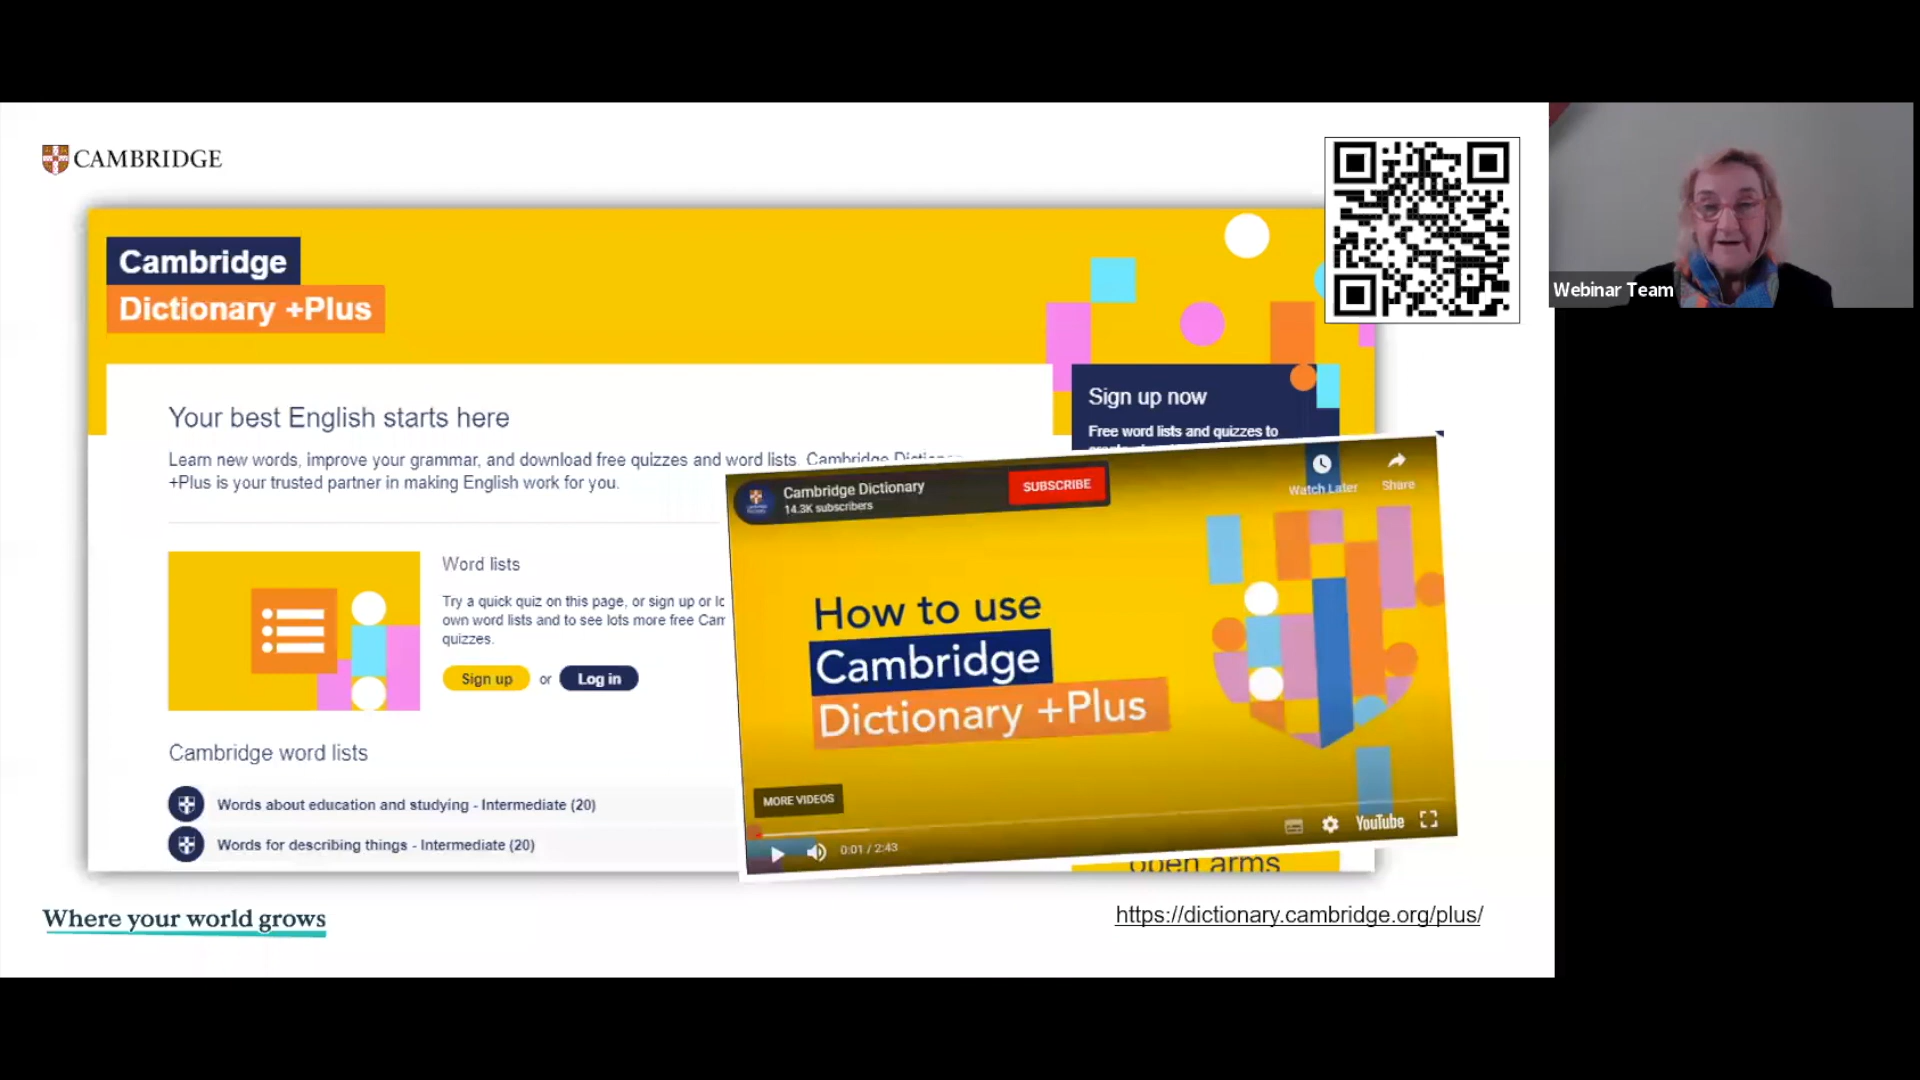 CAMBRIDGE
Cambridge
Dictionary +Plus
Your best English starts here
Learn new words, improve your grammar, and download free quizzes and word lists. Cambridge
+Plus is your trusted partner in making English work for you.
Sign up now
Free word lists and quizzes to
Word lists
Try a quick quiz on this page, or sign up or
own word lists and to see lots more free
quizzes.
Sign up or Log in
Cambridge word lists
Words about education and studying - Intermediate (20)
Words for describing things - Intermediate (20)
Cambridge Dictionary
14.3K subscribers
SUBSCRIBE
Watch Later
Share
How to use
Cambridge
Dictionary +Plus
MORE VIDEOS
0:01 / 2:43
YouTube
open arms
Where your world grows
https://dictionary.cambridge.org/plus/
Webinar Team